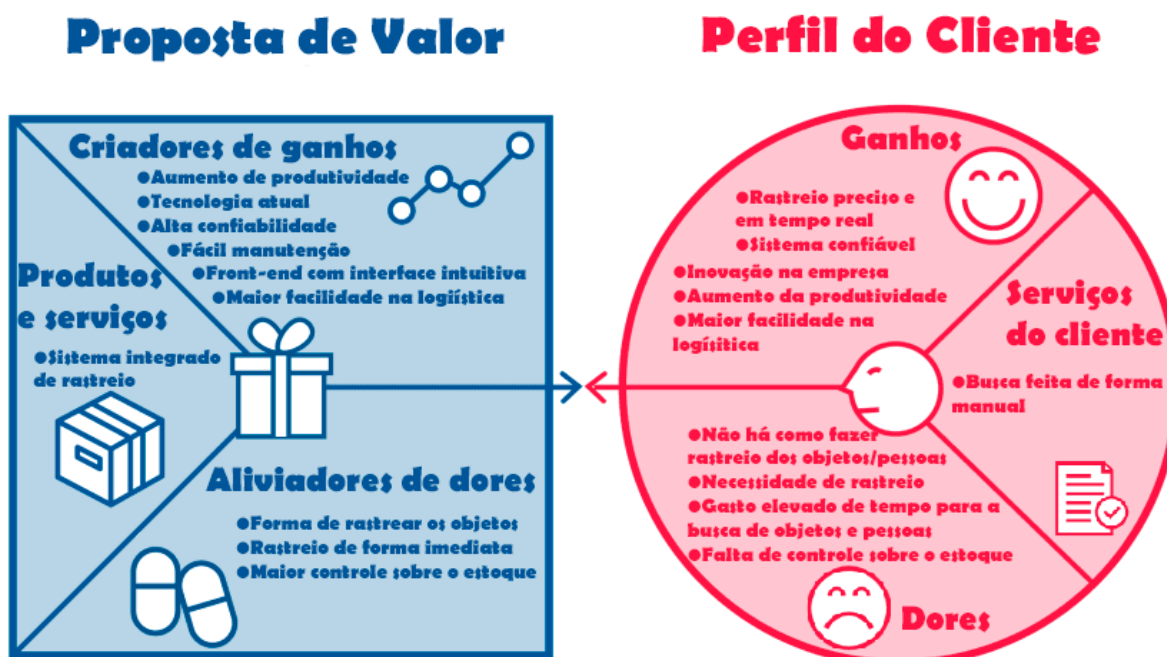 Proposta de Valor
Criadores de ganhos
●Aumento de produtividade
●Tecnologia atual
●Alta confiabilidade
●Fácil manutenção
●Front-end com interface intuitiva
●Maior facilidade na logiística
Produtos
e serviços
●Sistema integrado
de rastreio
Aliviadores de dores
●Forma de rastrear os objetos
●Rastreio de forma imediata
●Maior controle sobre o estoque
Perfil do Cliente
Ganhos
●Rastreio preciso e
em tempo real
●Sistema confiável
●Inovação na empresa
●Aumento da produtividade
●Maior facilidade na
logísitica
Serviços
do cliente
●Busca feita de forma
manual
●Não há como fazer
rastreio dos objetos/pessoas
●Necessidade de rastreio
●Gasto elevado de tempo para a
busca de objetos e pessoas
●Falta de controle sobre o estoque
Dores